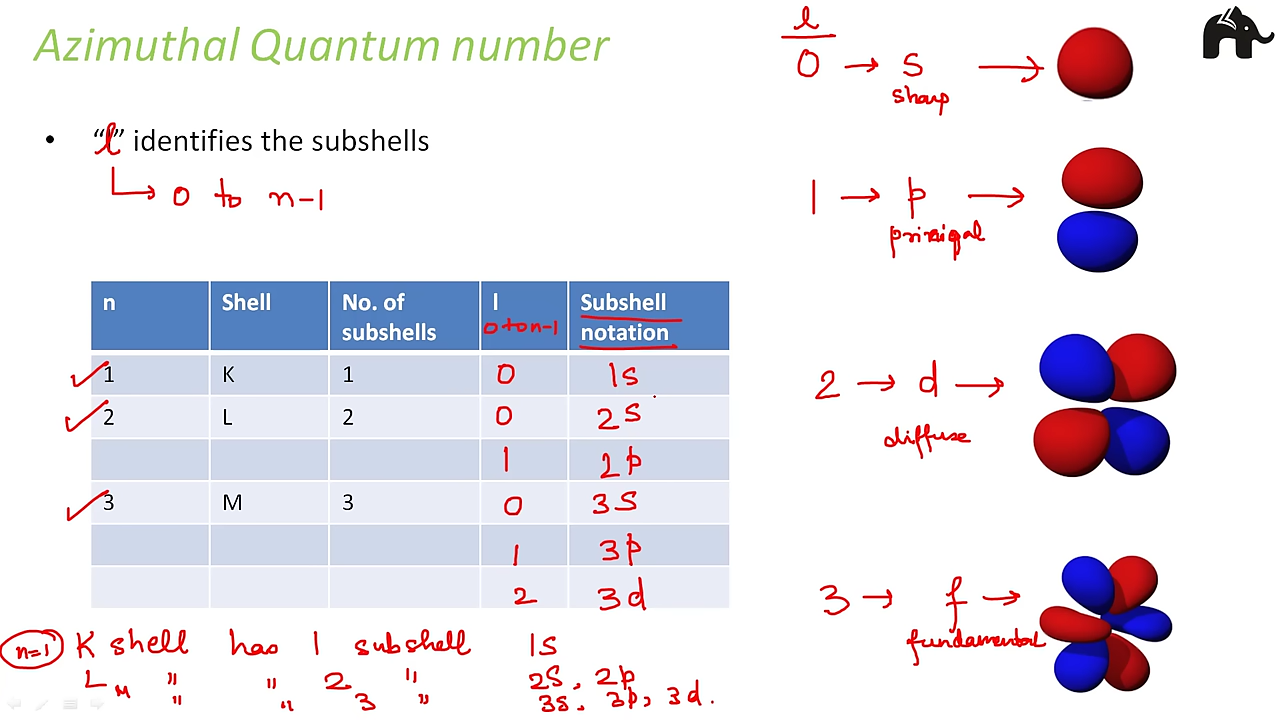 Azimuthal Quantum number
• “l” identifies the subshells
↳ 0 to n-1
n Shell No. of subshells l 0 to n-1 Subshell notation
1 K 1 0 1s
2 L 2 0 2s
1 2p
3 M 3 0 3s
1 3p
2 3d
n=1 K shell has 1 subshell 1s
L " " 2 " 2s, 2p
M " " 3 " 3s, 3p, 3d.
l
0 → s →
sharp
1 → p →
prinicipal
2 → d →
diffuse
3 → f →
fundamental